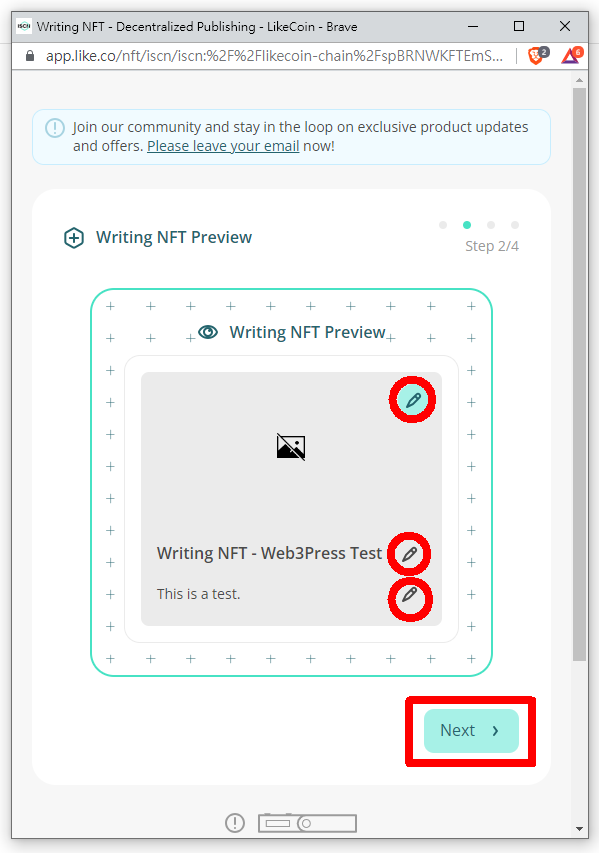 ISCN Writing NFT - Decentralized Publishing - LikeCoin - Brave
app.like.co/nft/iscn/iscn:%2F%2Flikecoin-chain%2FspBRNWKFTEmS... 2 6
Join our community and stay in the loop on exclusive product updates
and offers. Please leave your email now!
Writing NFT Preview
Step 2/4
Writing NFT Preview
Writing NFT - Web3Press Test
This is a test.
Next